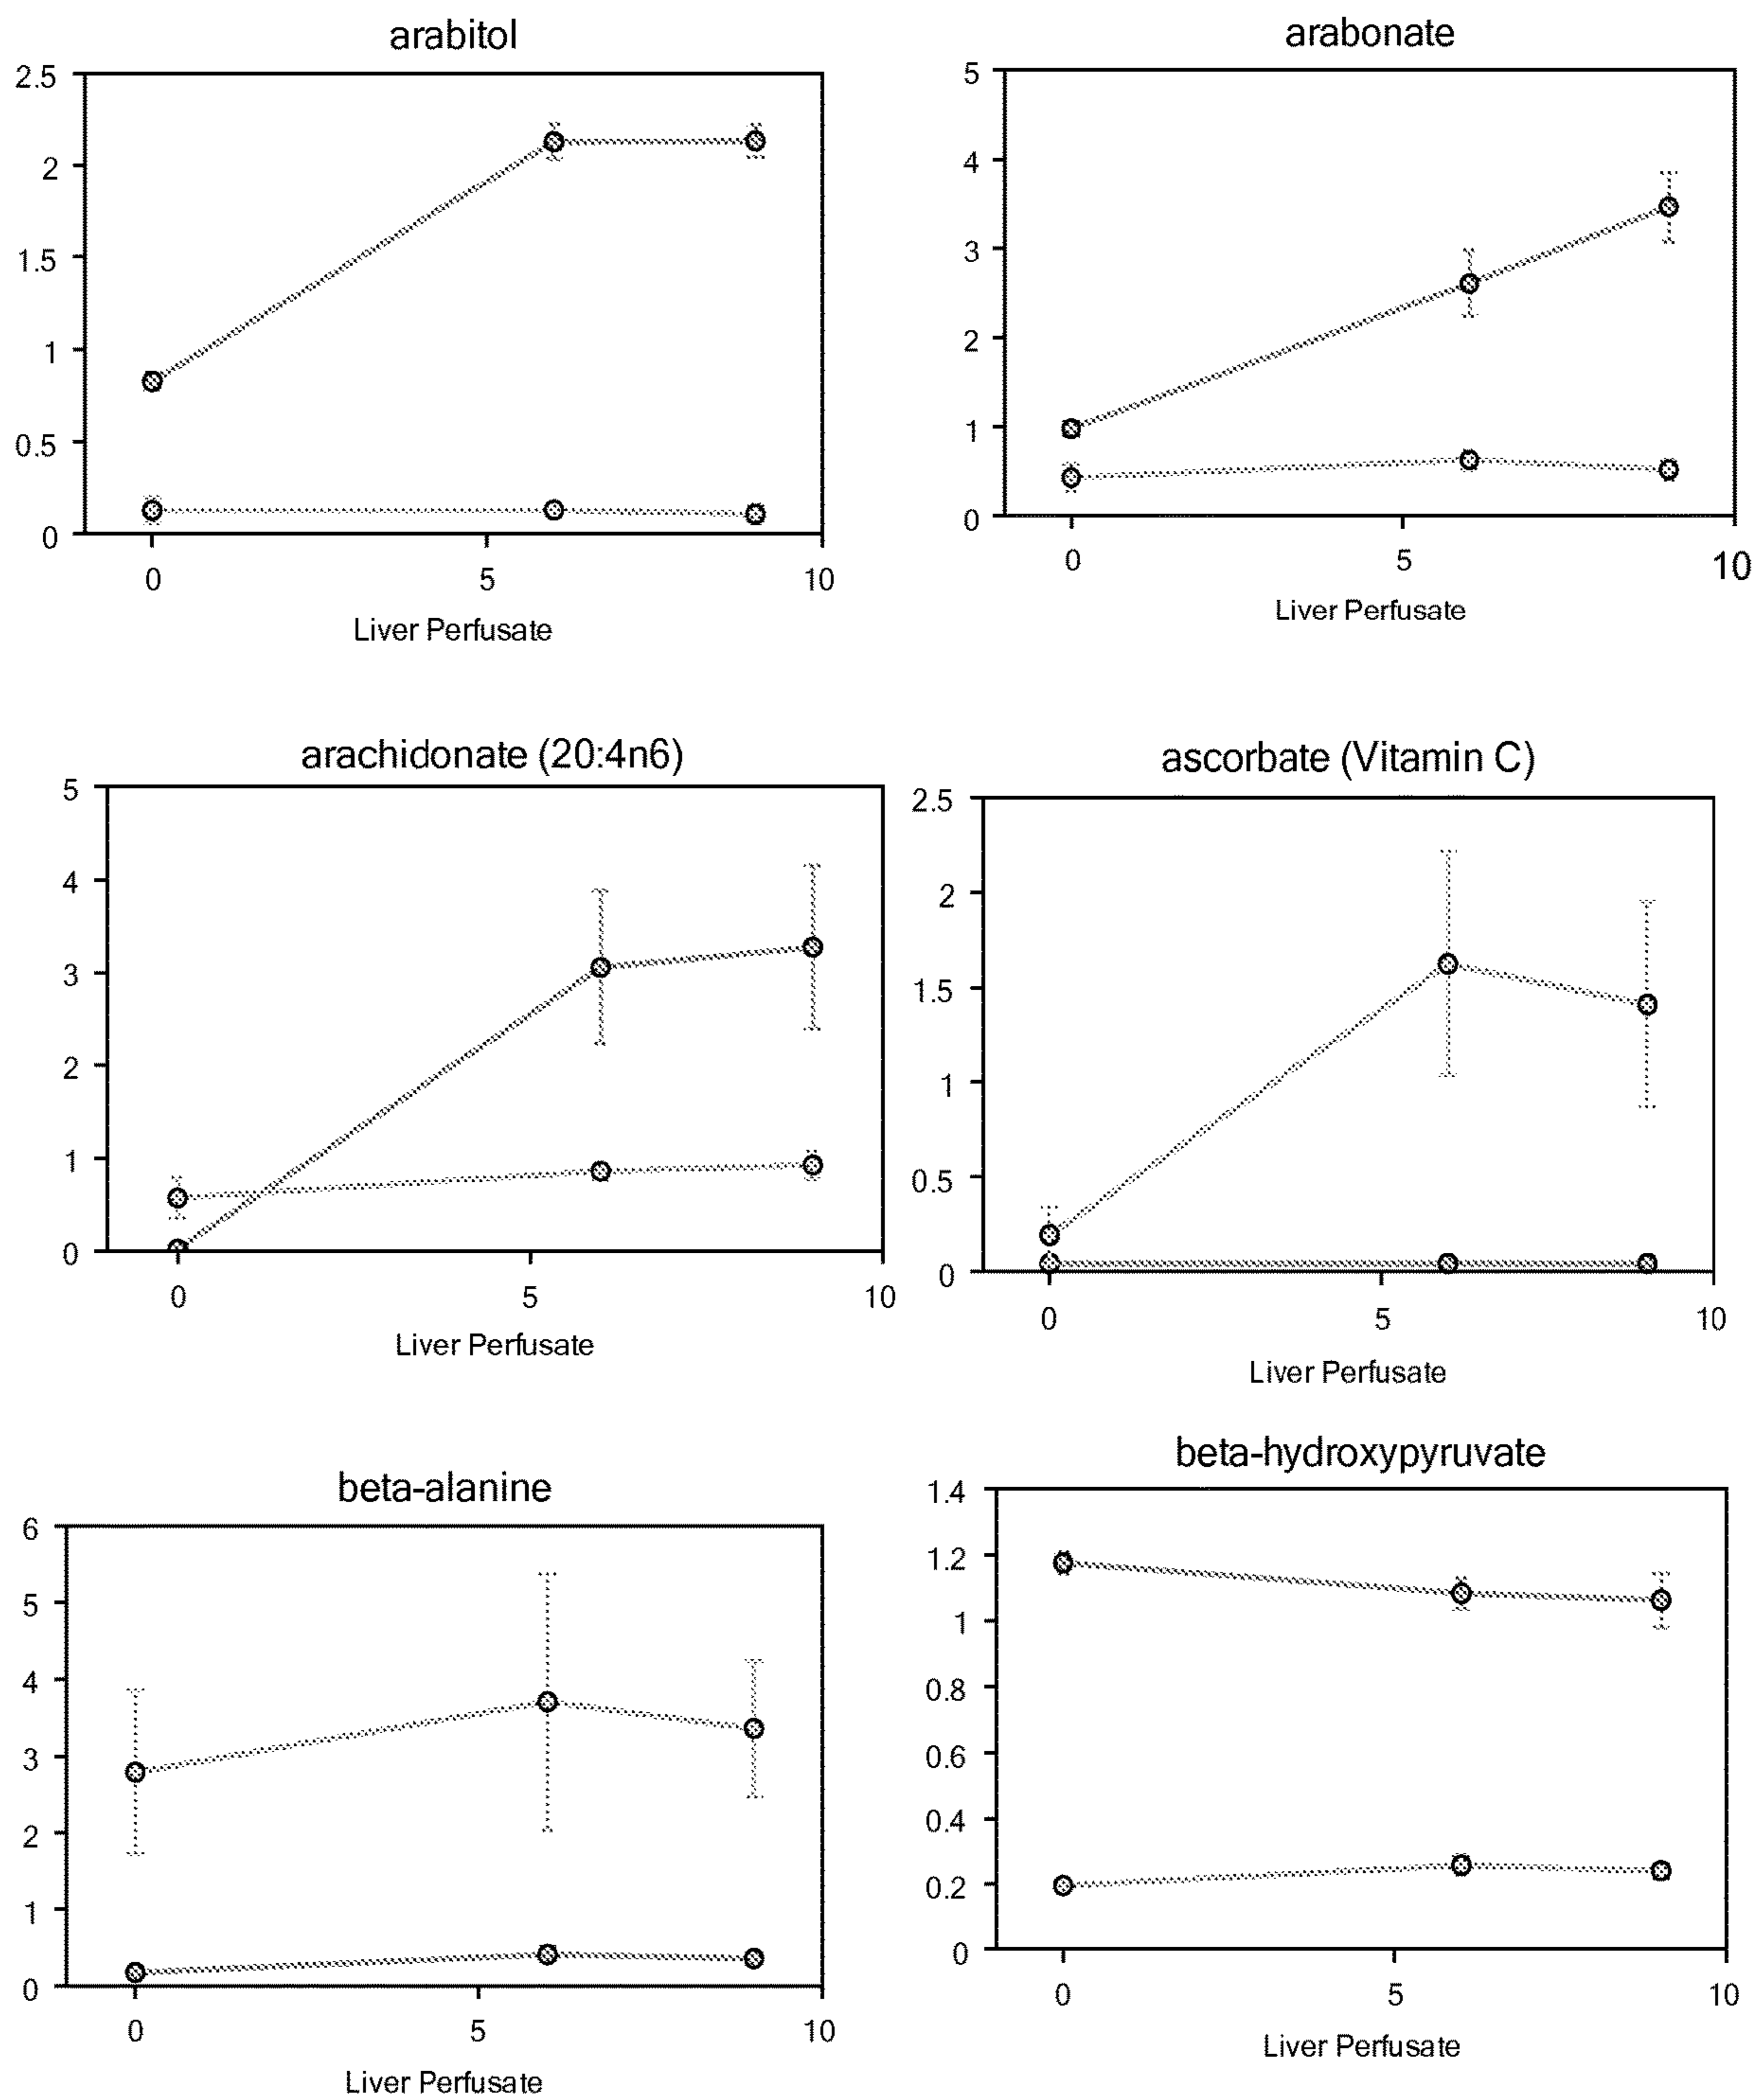 arabitol
2.5
2
1.5
1
0.5
0
0 5 10
Liver Perfusate
arabonate
5
4
3
2
1
0
0 5 10
Liver Perfusate
arachidonate (20:4n6)
5
4
3
2
1
0
0 5 10
Liver Perfusate
ascorbate (Vitamin C)
2.5
2
1.5
1
0.5
0
0 5 10
Liver Perfusate
beta-alanine
6
5
4
3
2
1
0
0 5 10
Liver Perfusate
beta-hydroxypyruvate
1.4
1.2
1
0.8
0.6
0.4
0.2
0
0 5 10
Liver Perfusate